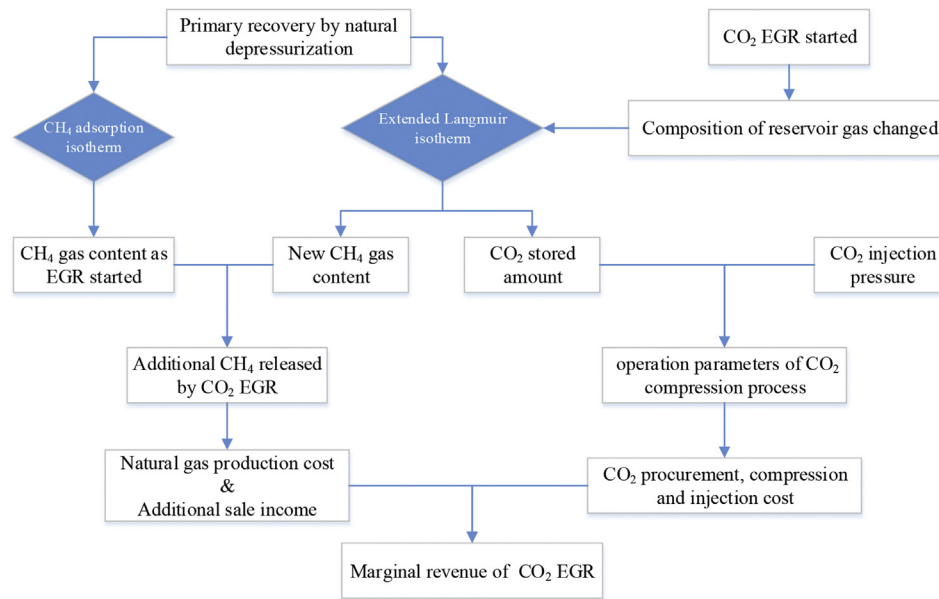 Primary recovery by natural
depressurization
CO₂ EGR started
CH₄ adsorption
isotherm
Extended Langmuir
isotherm
Composition of reservoir gas changed
CH₄ gas content as
EGR started
New CH₄ gas
content
CO₂ stored
amount
CO₂ injection
pressure
Additional CH₄ released
by CO₂ EGR
operation parameters of CO₂
compression process
Natural gas production cost
&
Additional sale income
CO₂ procurement, compression
and injection cost
Marginal revenue of CO₂ EGR